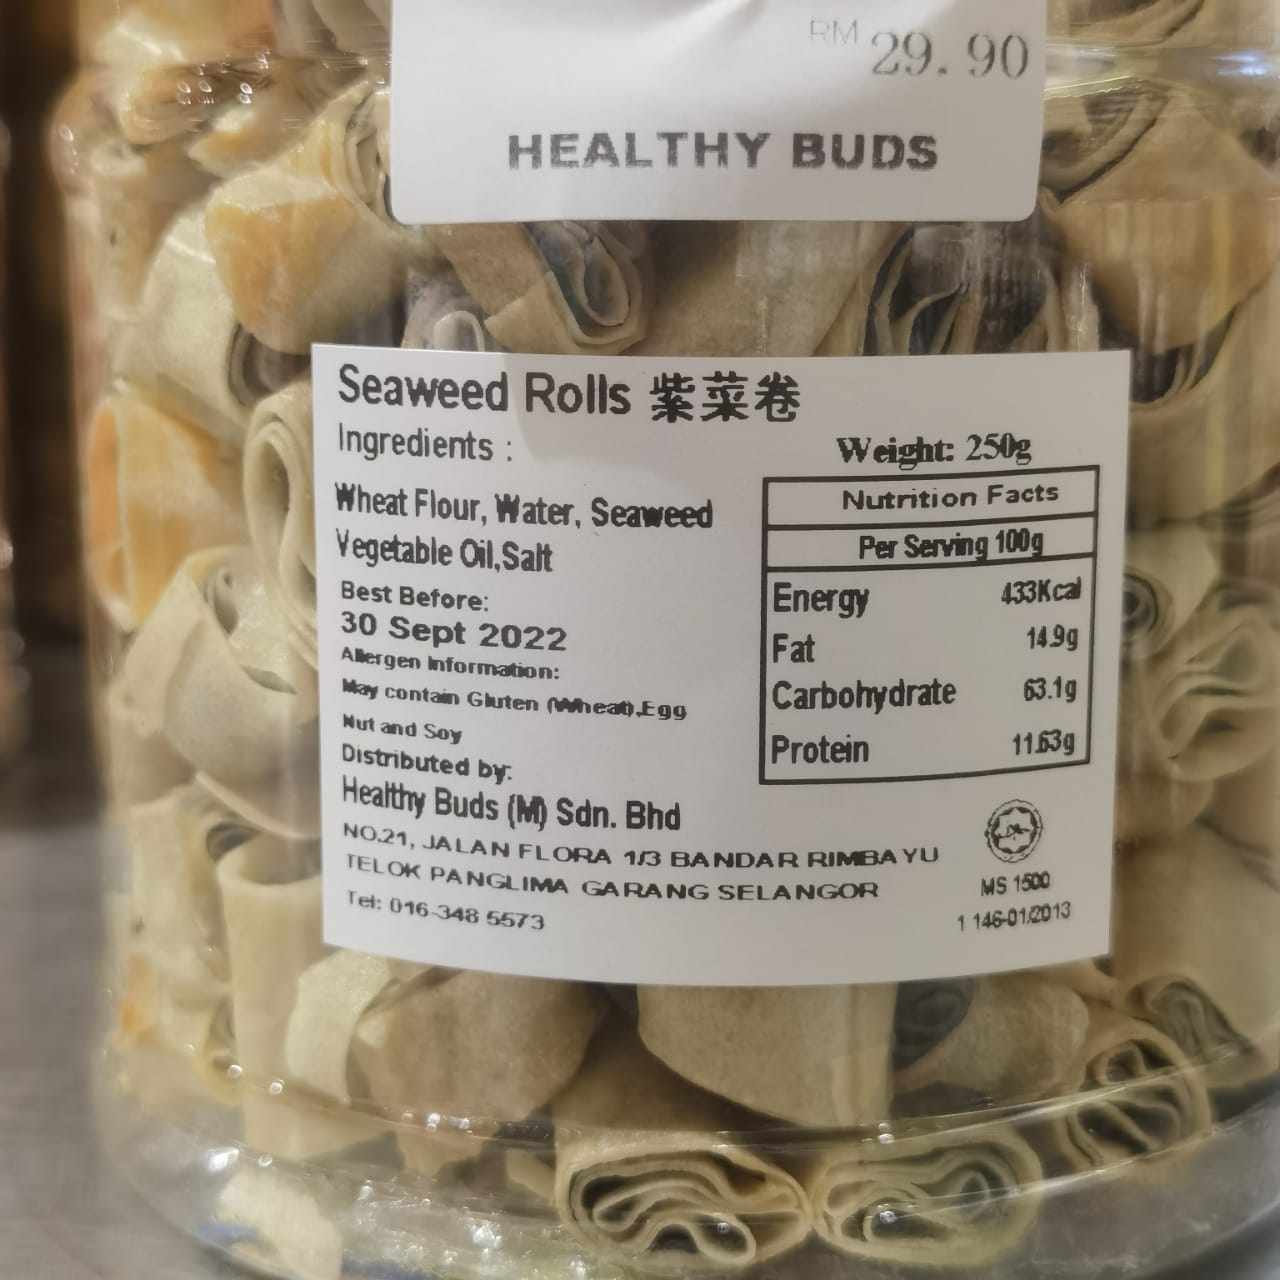 RM 29.90
HEALTHY BUDS
Seaweed Rolls 紫菜卷
Ingredients :
Wheat Flour, Water, Seaweed
Vegetable Oil,Salt
Best Before:
30 Sept 2022
Allergen Information:
May contain Gluten (Wheat),Egg
Nut and Soy
Distributed by:
Healthy Buds (M) Sdn. Bhd
NO.21, JALAN FLORA 1/3 BANDAR RIMBAYU
TELOK PANGLIMA GARANG SELANGOR
Tel: 016-348 5573
Weight: 250g
Nutrition Facts
Per Serving 100g
Energy 433Kcal
Fat 14.9g
Carbohydrate 63.1g
Protein 11.63g
MS 1500
1 146-01/2013